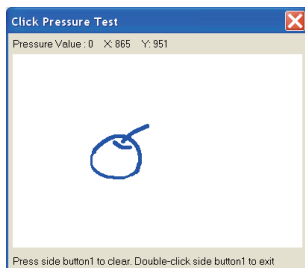 Click Pressure Test
Pressure Value : 0 X: 865 Y: 951
Press side button1 to clear. Double-click side button1 to exit